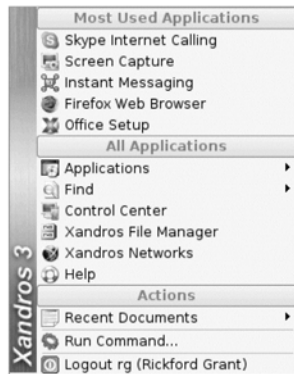 Most Used Applications
Skype Internet Calling
Screen Capture
Instant Messaging
Firefox Web Browser
Office Setup
All Applications
Applications
Find
Control Center
Xandros File Manager
Xandros Networks
Help
Actions
Recent Documents
Run Command...
Logout rg (Rickford Grant)
Xandros 3